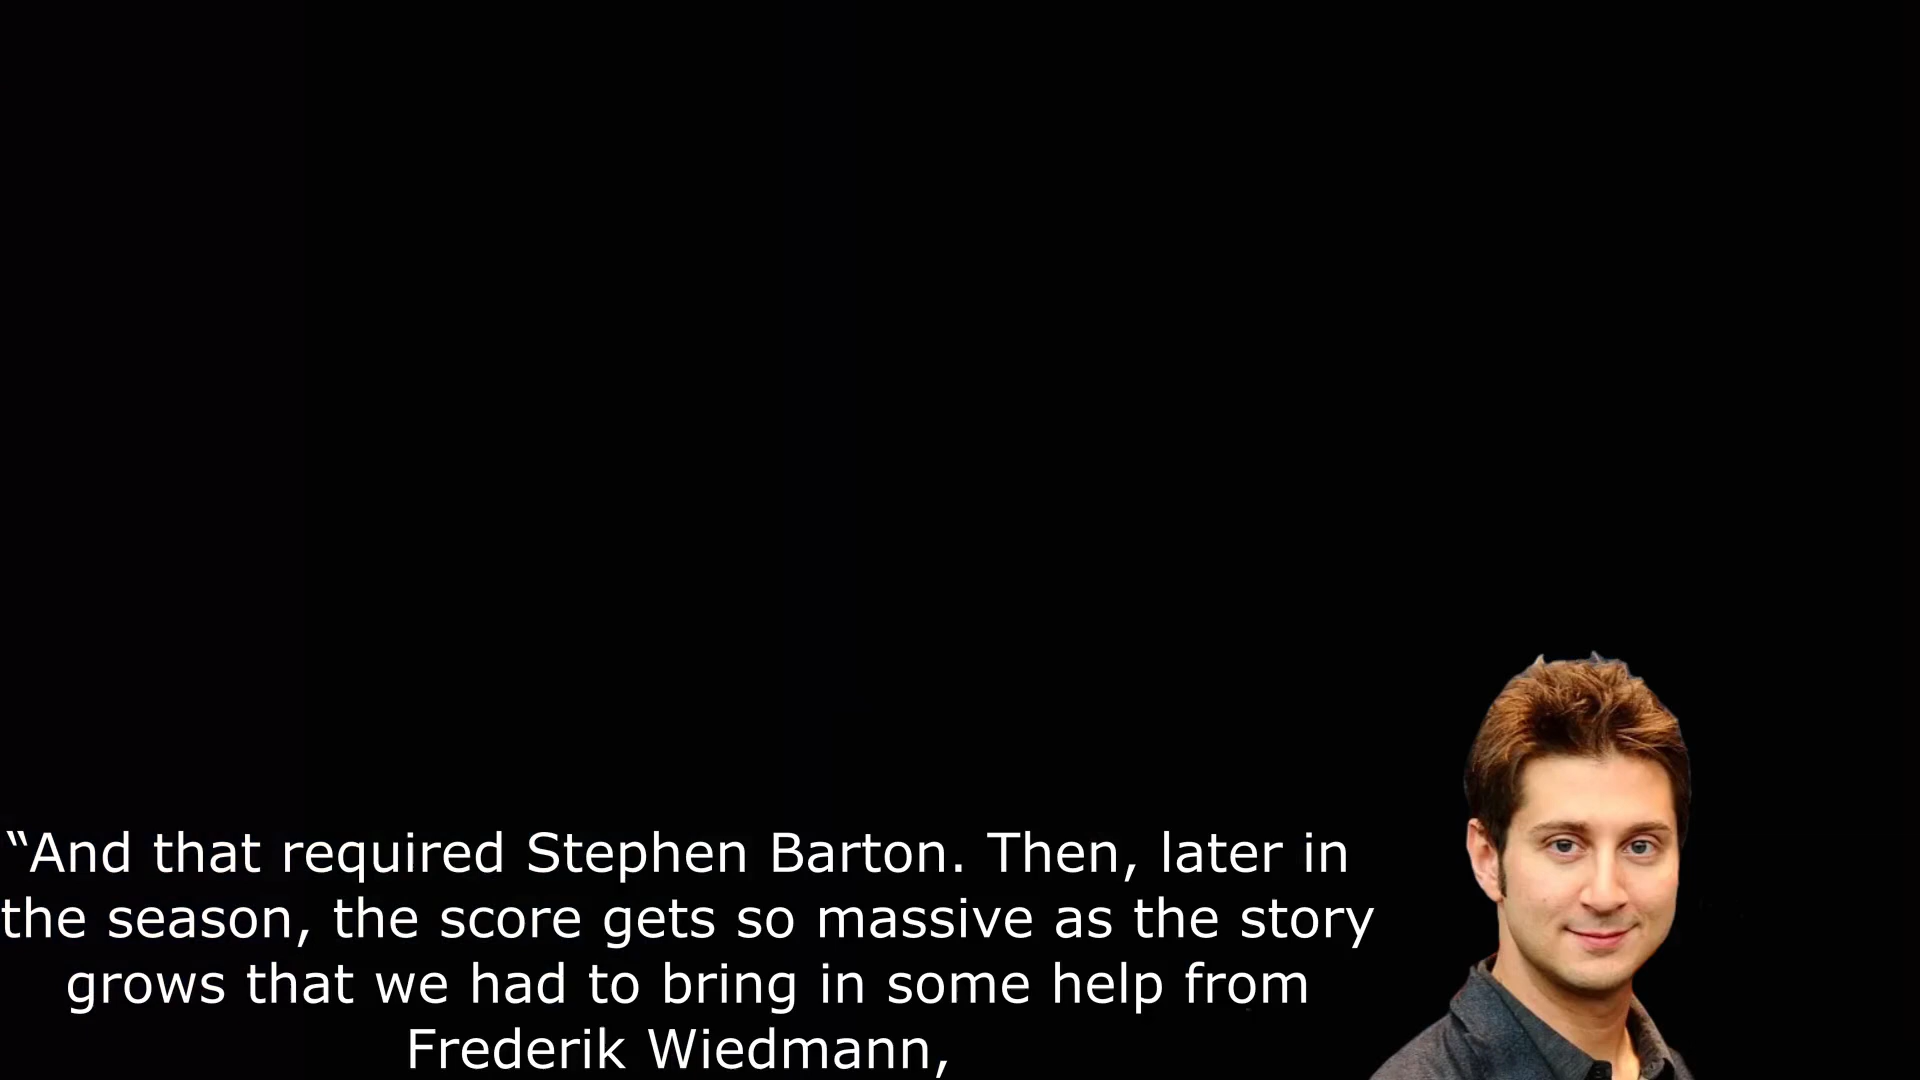 “And that required Stephen Barton. Then, later in
the season, the score gets so massive as the story
grows that we had to bring in some help from
Frederik Wiedmann,